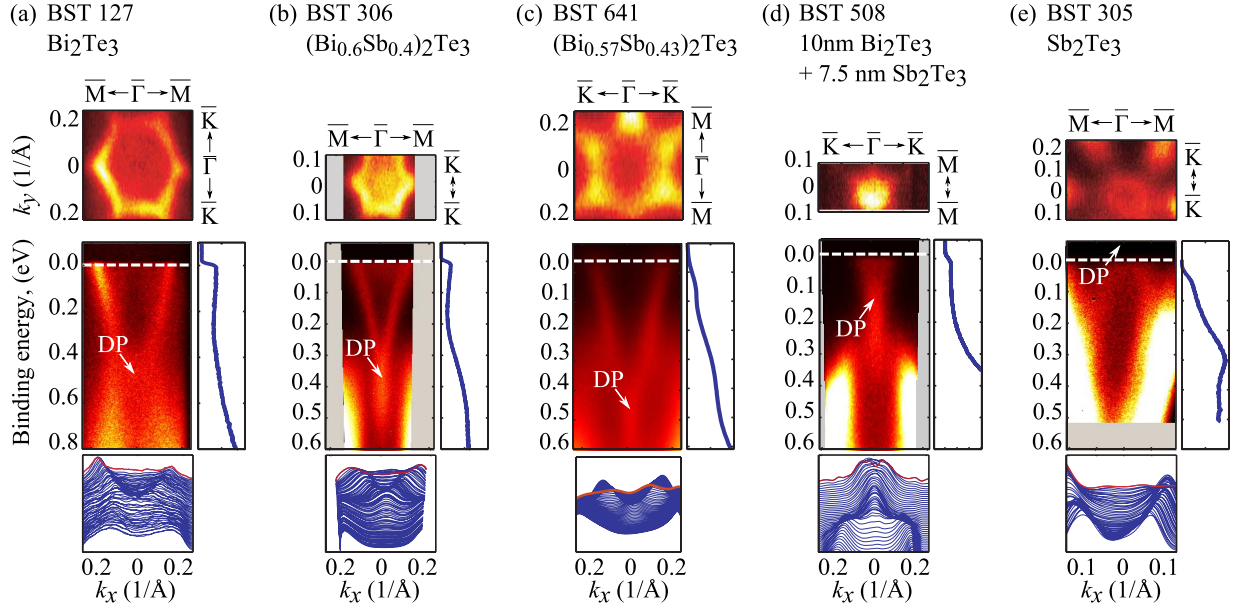 (a) BST 127
Bi2Te3
M̅ ← Γ̅ → M̅
0.2
0
0.2
ky (1/Å)
K̅
↑
Γ̅
↓
K̅
0.0
0.2
0.4
0.6
0.8
Binding energy, (eV)
DP
0.2 0 0.2
kx (1/Å)
(b) BST 306
(Bi0.6Sb0.4)2Te3
M̅ ← Γ̅ → M̅
0.1
0
0.1
K̅
↕
K̅
0.0
0.1
0.2
0.3
0.4
0.5
0.6
DP
0.2 0 0.2
kx (1/Å)
(c) BST 641
(Bi0.57Sb0.43)2Te3
K̅ ← Γ̅ → K̅
0.2
0
0.2
M̅
↑
Γ̅
↓
M̅
0.0
0.1
0.2
0.3
0.4
0.5
0.6
DP
0.2 0 0.2
kx (1/Å)
(d) BST 508
10nm Bi2Te3
+ 7.5 nm Sb2Te3
K̅ ← Γ̅ → K̅
0.1
0
0.1
M̅
↕
M̅
0.0
0.1
0.2
0.3
0.4
0.5
0.6
DP
0.2 0 0.2
kx (1/Å)
(e) BST 305
Sb2Te3
M̅ ← Γ̅ → M̅
0.2
0
0.1
K̅
↕
K̅
DP
0.0
0.1
0.2
0.3
0.4
0.5
0.6
0.1 0 0.1
kx (1/Å)